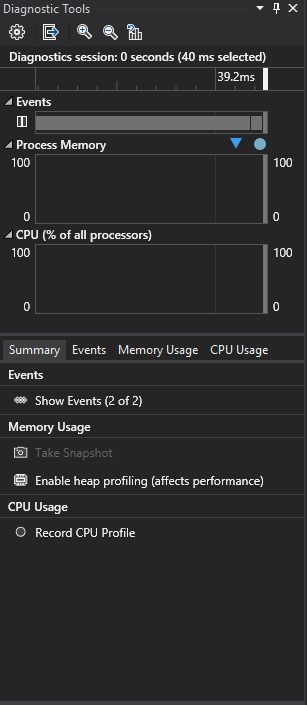 Diagnostic Tools
Diagnostics session: 0 seconds (40 ms selected)
39.2ms
Events
Process Memory
100 100
0 0
CPU (% of all processors)
100 100
0 0
Summary Events Memory Usage CPU Usage
Events
Show Events (2 of 2)
Memory Usage
Take Snapshot
Enable heap profiling (affects performance)
CPU Usage
Record CPU Profile